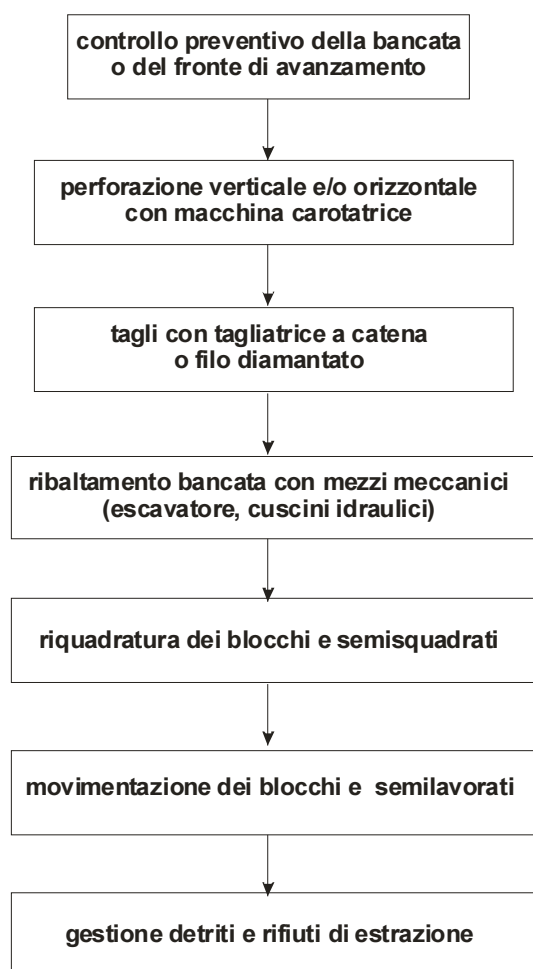 controllo preventivo della bancata
o del fronte di avanzamento
perforazione verticale e/o orizzontale
con macchina carotatrice
tagli con tagliatrice a catena
o filo diamantato
ribaltamento bancata con mezzi meccanici
(escavatore, cuscini idraulici)
riquadratura dei blocchi e semisquadrati
movimentazione dei blocchi e semilavorati
gestione detriti e rifiuti di estrazione